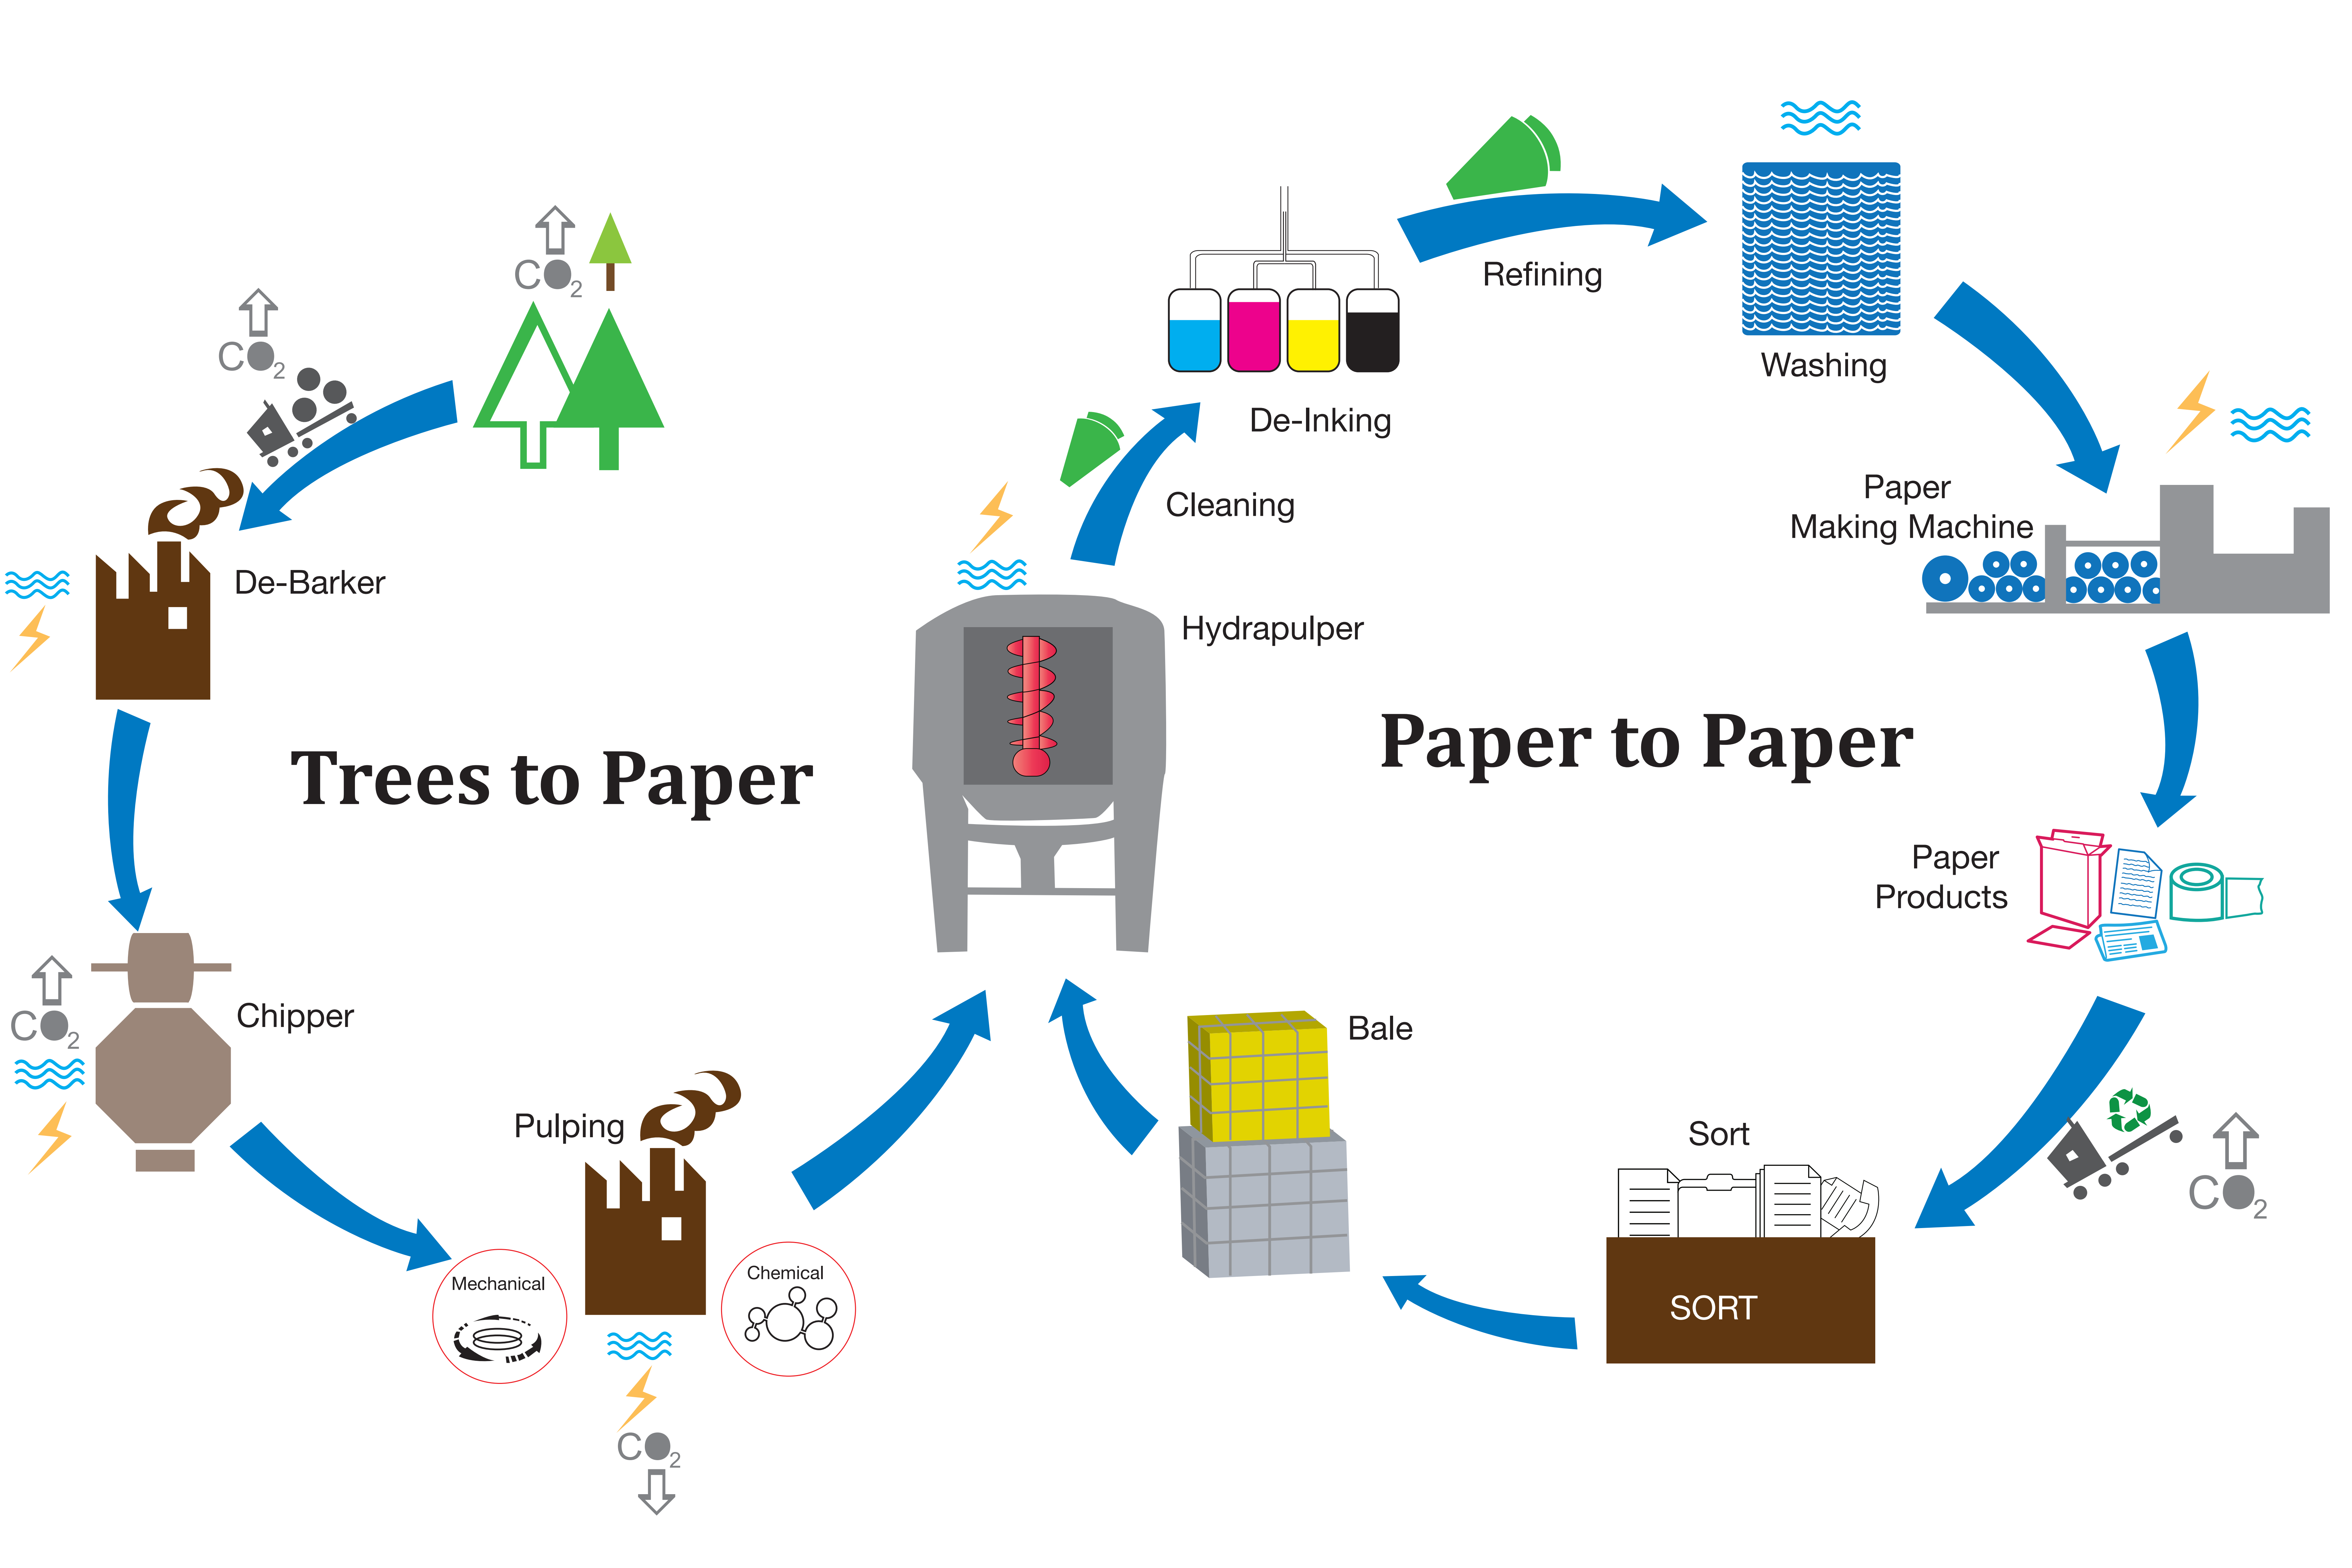 CO2
CO2
De-Barker
Trees to Paper
CO2
Chipper
Pulping
Mechanical
Chemical
CO2
Hydrapulper
Cleaning
De-Inking
Refining
Washing
Paper
Making Machine
Paper to Paper
Paper
Products
CO2
Sort
SORT
Bale